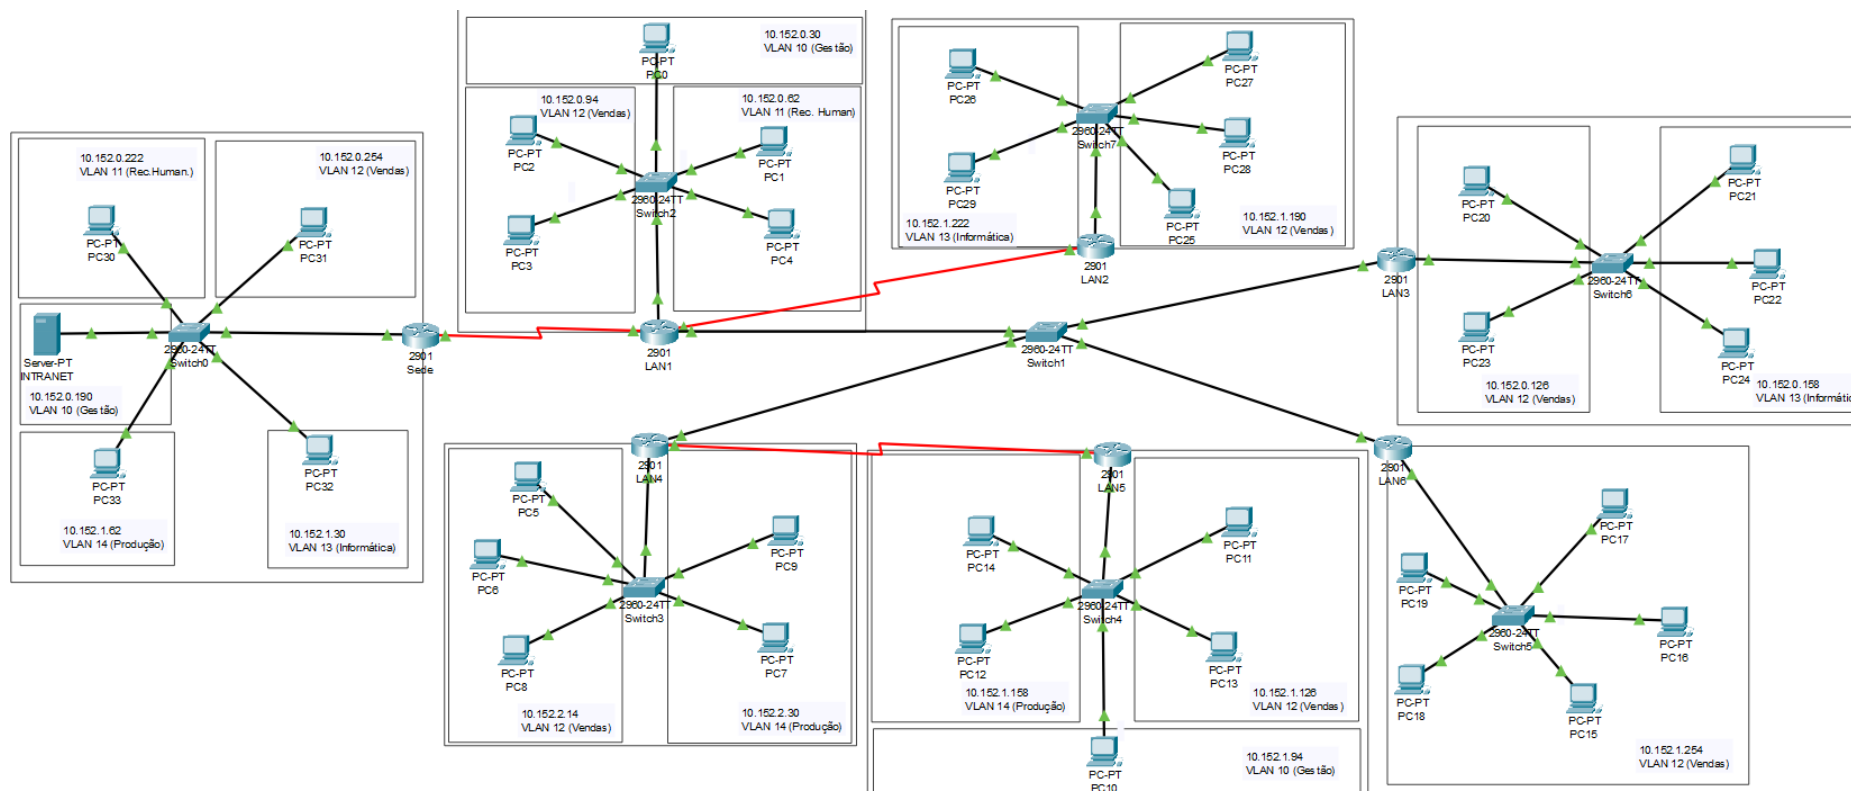 10.152.0.222
VLAN 11 (Rec.Human.)
10.152.0.254
VLAN 12 (Vendas)
PC-PT
PC30
PC-PT
PC31
Server-PT
INTRANET
2960-24TT
Switch0
2901
Sede
10.152.0.190
VLAN 10 (Gestão)
PC-PT
PC33
PC-PT
PC32
10.152.1.62
VLAN 14 (Produção)
10.152.1.30
VLAN 13 (Informática)
10.152.0.30
VLAN 10 (Gestão)
PC-PT
PC0
10.152.0.94
VLAN 12 (Vendas)
10.152.0.62
VLAN 11 (Rec. Human)
PC-PT
PC2
PC-PT
PC1
2960-24TT
Switch2
PC-PT
PC3
PC-PT
PC4
2901
LAN1
PC-PT
PC26
PC-PT
PC27
2960-24TT
Switch7
PC-PT
PC28
PC-PT
PC29
PC-PT
PC25
10.152.1.222
VLAN 13 (Informática)
10.152.1.190
VLAN 12 (Vendas)
2901
LAN2
2960-24TT
Switch1
2901
LAN3
PC-PT
PC20
PC-PT
PC21
2960-24TT
Switch6
PC-PT
PC22
PC-PT
PC23
PC-PT
PC24
10.152.0.126
VLAN 12 (Vendas)
10.152.0.158
VLAN 13 (Informátic
2901
LAN4
PC-PT
PC5
PC-PT
PC9
PC-PT
PC6
2960-24TT
Switch3
PC-PT
PC8
PC-PT
PC7
10.152.2.14
VLAN 12 (Vendas)
10.152.2.30
VLAN 14 (Produção)
2901
LAN5
PC-PT
PC14
PC-PT
PC11
2960-24TT
Switch4
PC-PT
PC12
PC-PT
PC13
10.152.1.158
VLAN 14 (Produção)
10.152.1.126
VLAN 12 (Vendas)
10.152.1.94
VLAN 10 (Gestão)
PC-PT
PC10
2901
LAN6
PC-PT
PC17
PC-PT
PC19
2960-24TT
Switch5
PC-PT
PC16
PC-PT
PC18
PC-PT
PC15
10.152.1.254
VLAN 12 (Vendas)